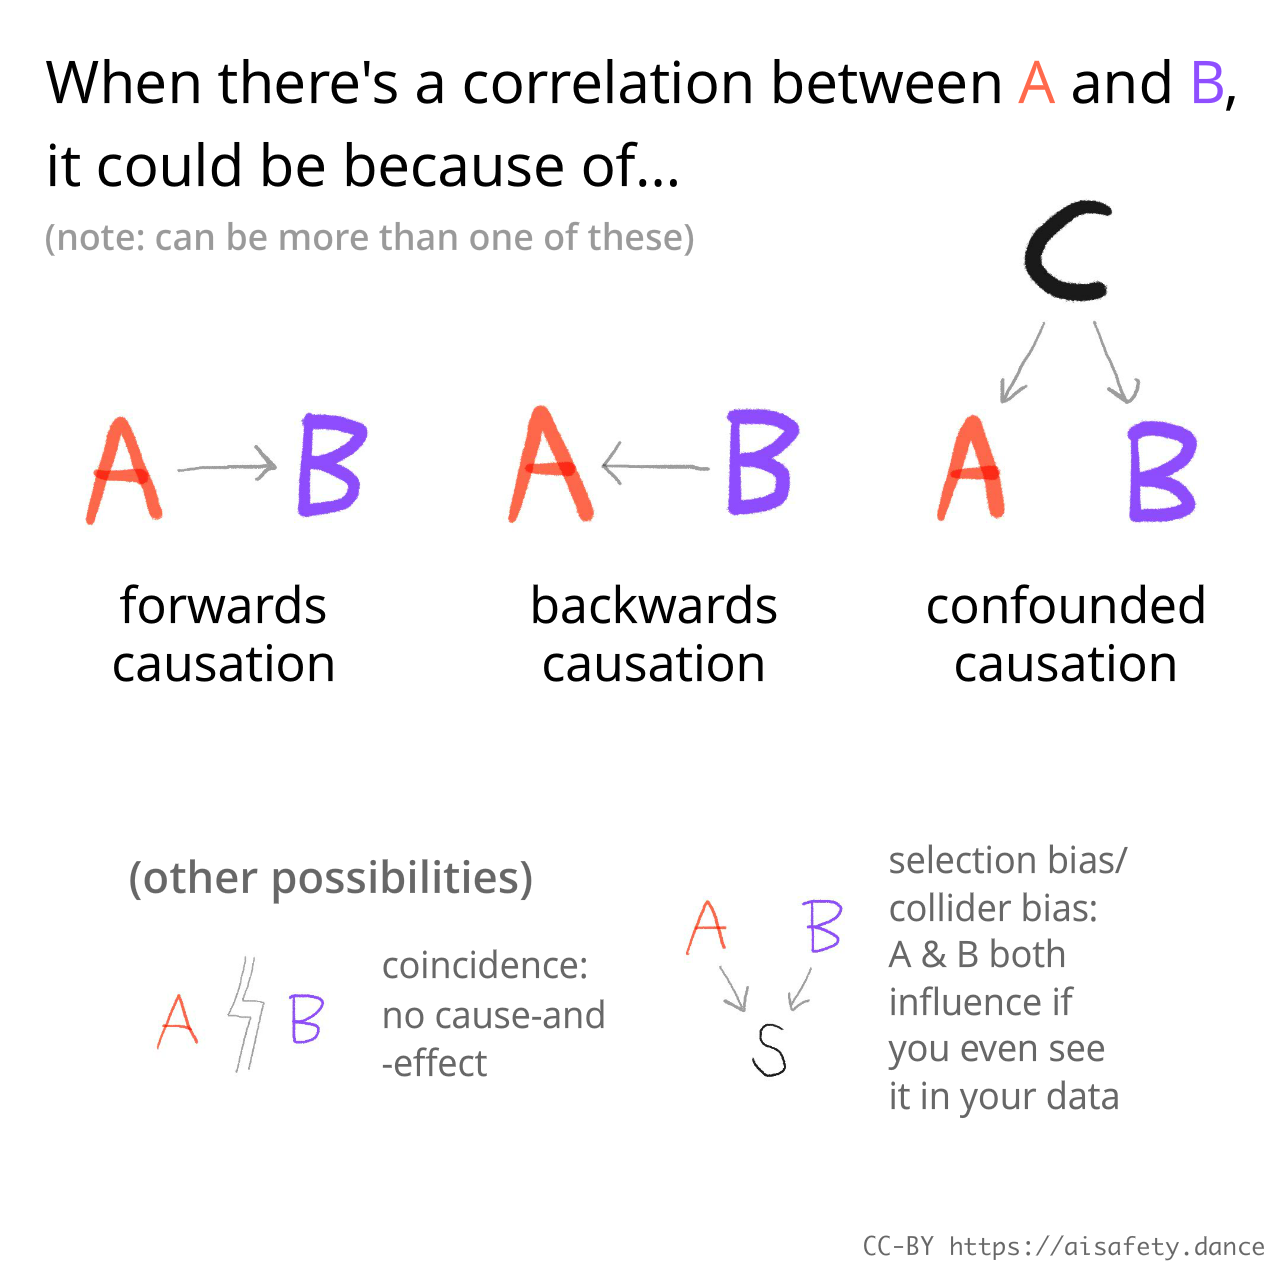 When there's a correlation between A and B,
it could be because of...
(note: can be more than one of these)
C
A B
A B
A B
forwards
causation
backwards
causation
confounded
causation
(other possibilities)
A B
coincidence:
no cause-and
-effect
A B
S
selection bias/
collider bias:
A & B both
influence if
you even see
it in your data
CC-BY https://aisafety.dance